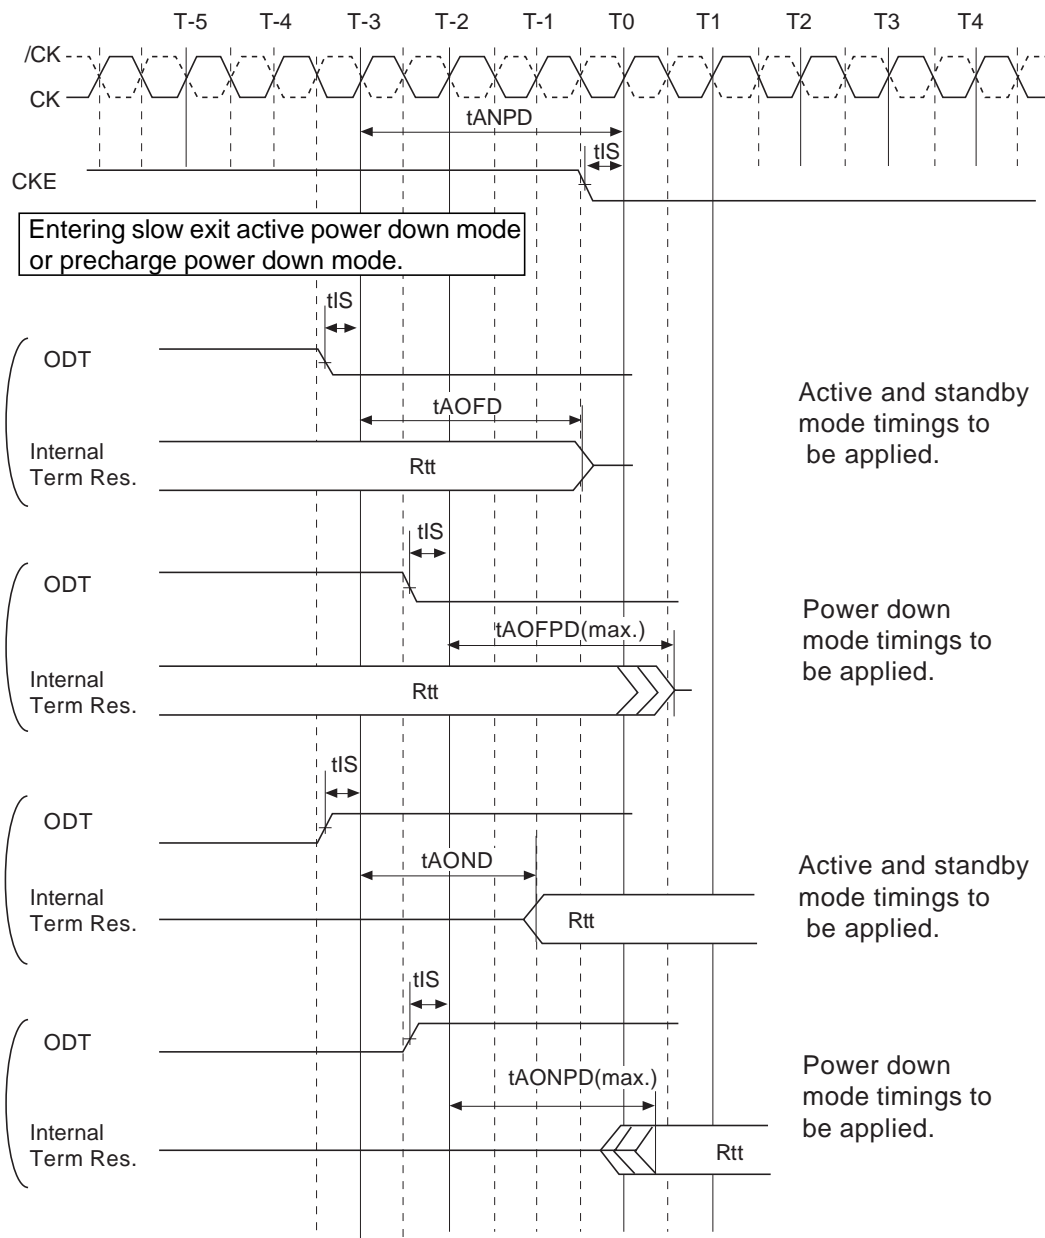 T-5 T-4 T-3 T-2 T-1 T0 T1 T2 T3 T4
/CK
CK
tANPD
tIS
CKE
Entering slow exit active power down mode
or precharge power down mode.
tIS
ODT
tAOFD
Internal
Term Res.
Rtt
Active and standby
mode timings to
be applied.
tIS
ODT
tAOFPD(max.)
Internal
Term Res.
Rtt
Power down
mode timings to
be applied.
tIS
ODT
tAOND
Internal
Term Res.
Rtt
Active and standby
mode timings to
be applied.
tIS
ODT
tAONPD(max.)
Internal
Term Res.
Rtt
Power down
mode timings to
be applied.